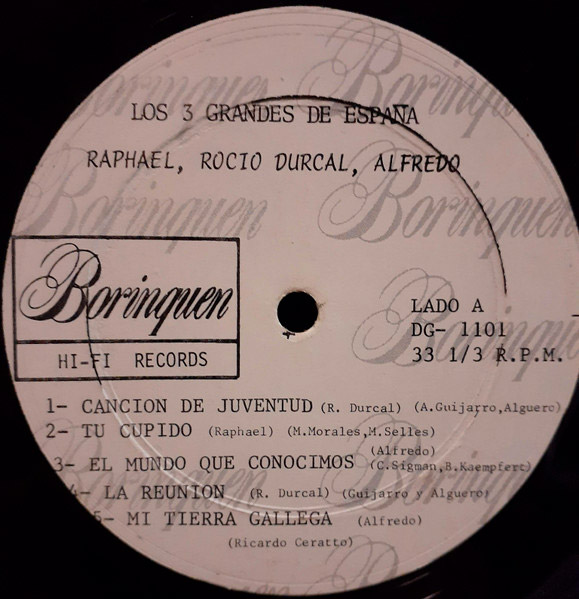 LOS 3 GRANDES DE ESPAÑA
RAPHAEL, ROCIO DURCAL, ALFREDO
Borinquen
HI-FI RECORDS
LADO A
DG- 1101
33 1/3 R.P.M.
1- CANCION DE JUVENTUD (R. Durcal) (A.Guijarro,Alguero)
2- TU CUPIDO (Raphael) (M.Morales,M.Selles)
(Alfredo)
3- EL MUNDO QUE CONOCIMOS (C.Sigman,B.Kaempfert)
4- LA REUNION (R. Durcal) (Guijarro y Alguero)
5- MI TIERRA GALLEGA (Alfredo)
(Ricardo Ceratto)